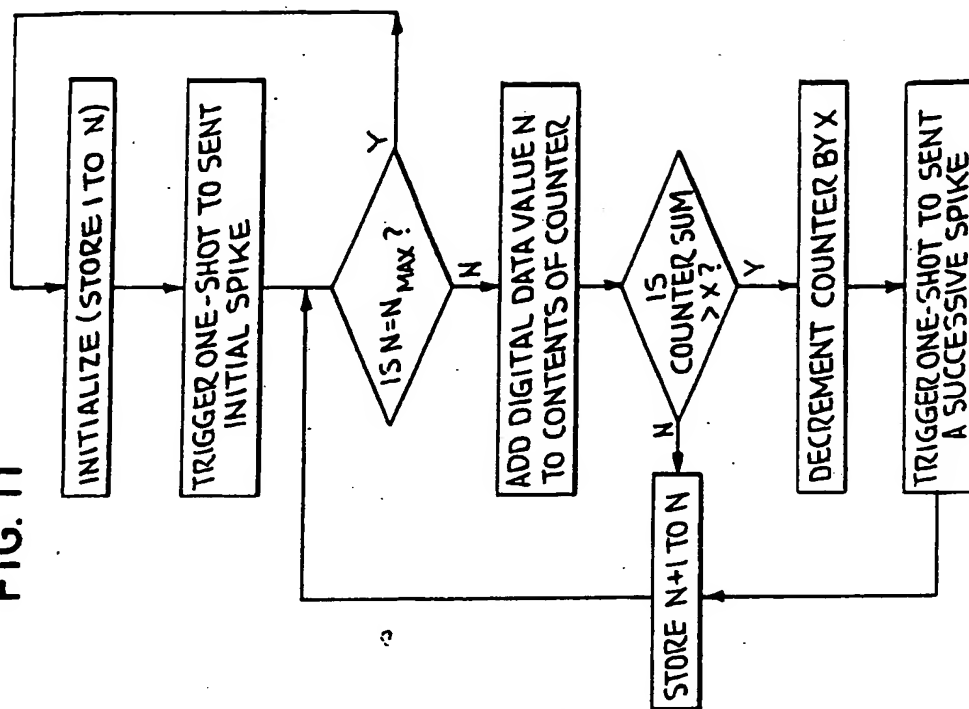 FIG. 11
INITIALIZE (STORE 1 TO N)
TRIGGER ONE-SHOT TO SENT
INITIAL SPIKE
IS N=N MAX ?
Y
N
ADD DIGITAL DATA VALUE N
TO CONTENTS OF COUNTER
IS
COUNTER SUM
> X ?
N
Y
STORE N+1 TO N
DECREMENT COUNTER BY X
TRIGGER ONE-SHOT TO SENT
A SUCCESSIVE SPIKE